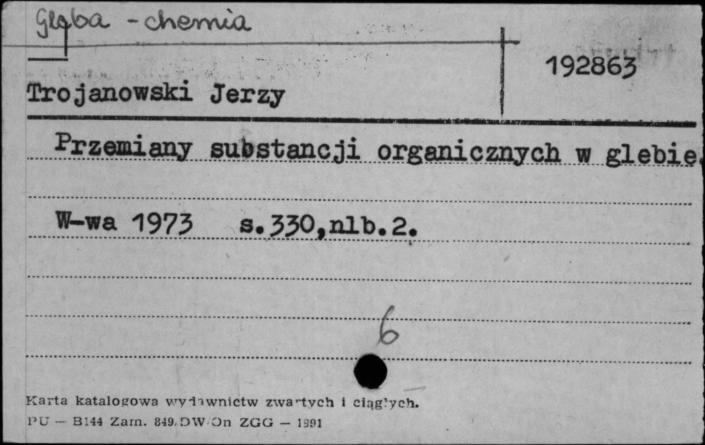 Gleba - chemia
192863
Trojanowski Jerzy
Przemiany substancji organicznych w glebie.
W-wa 1973 s.330,nlb.2.
6
Karta katalogowa wydawnictw zwartych i ciągłych.
PU — B144 Zam. 849. DW On ZGG — 1991